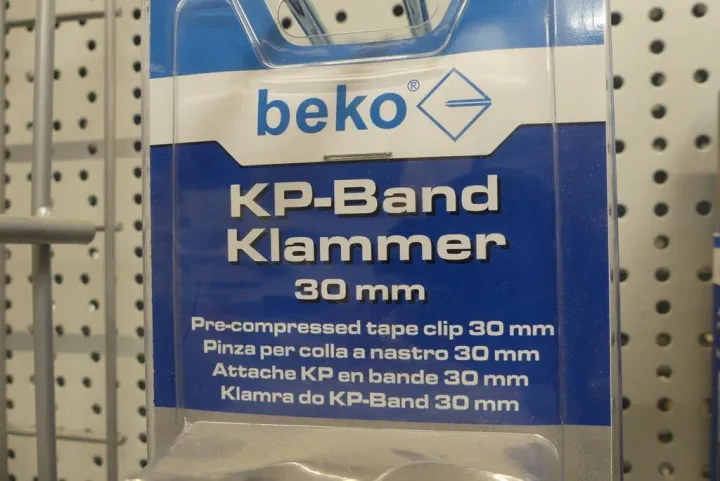 beko®
KP-Band
Klammer
30 mm
Pre-compressed tape clip 30 mm
Pinza per colla a nastro 30 mm
Attache KP en bande 30 mm
Klamra do KP-Band 30 mm